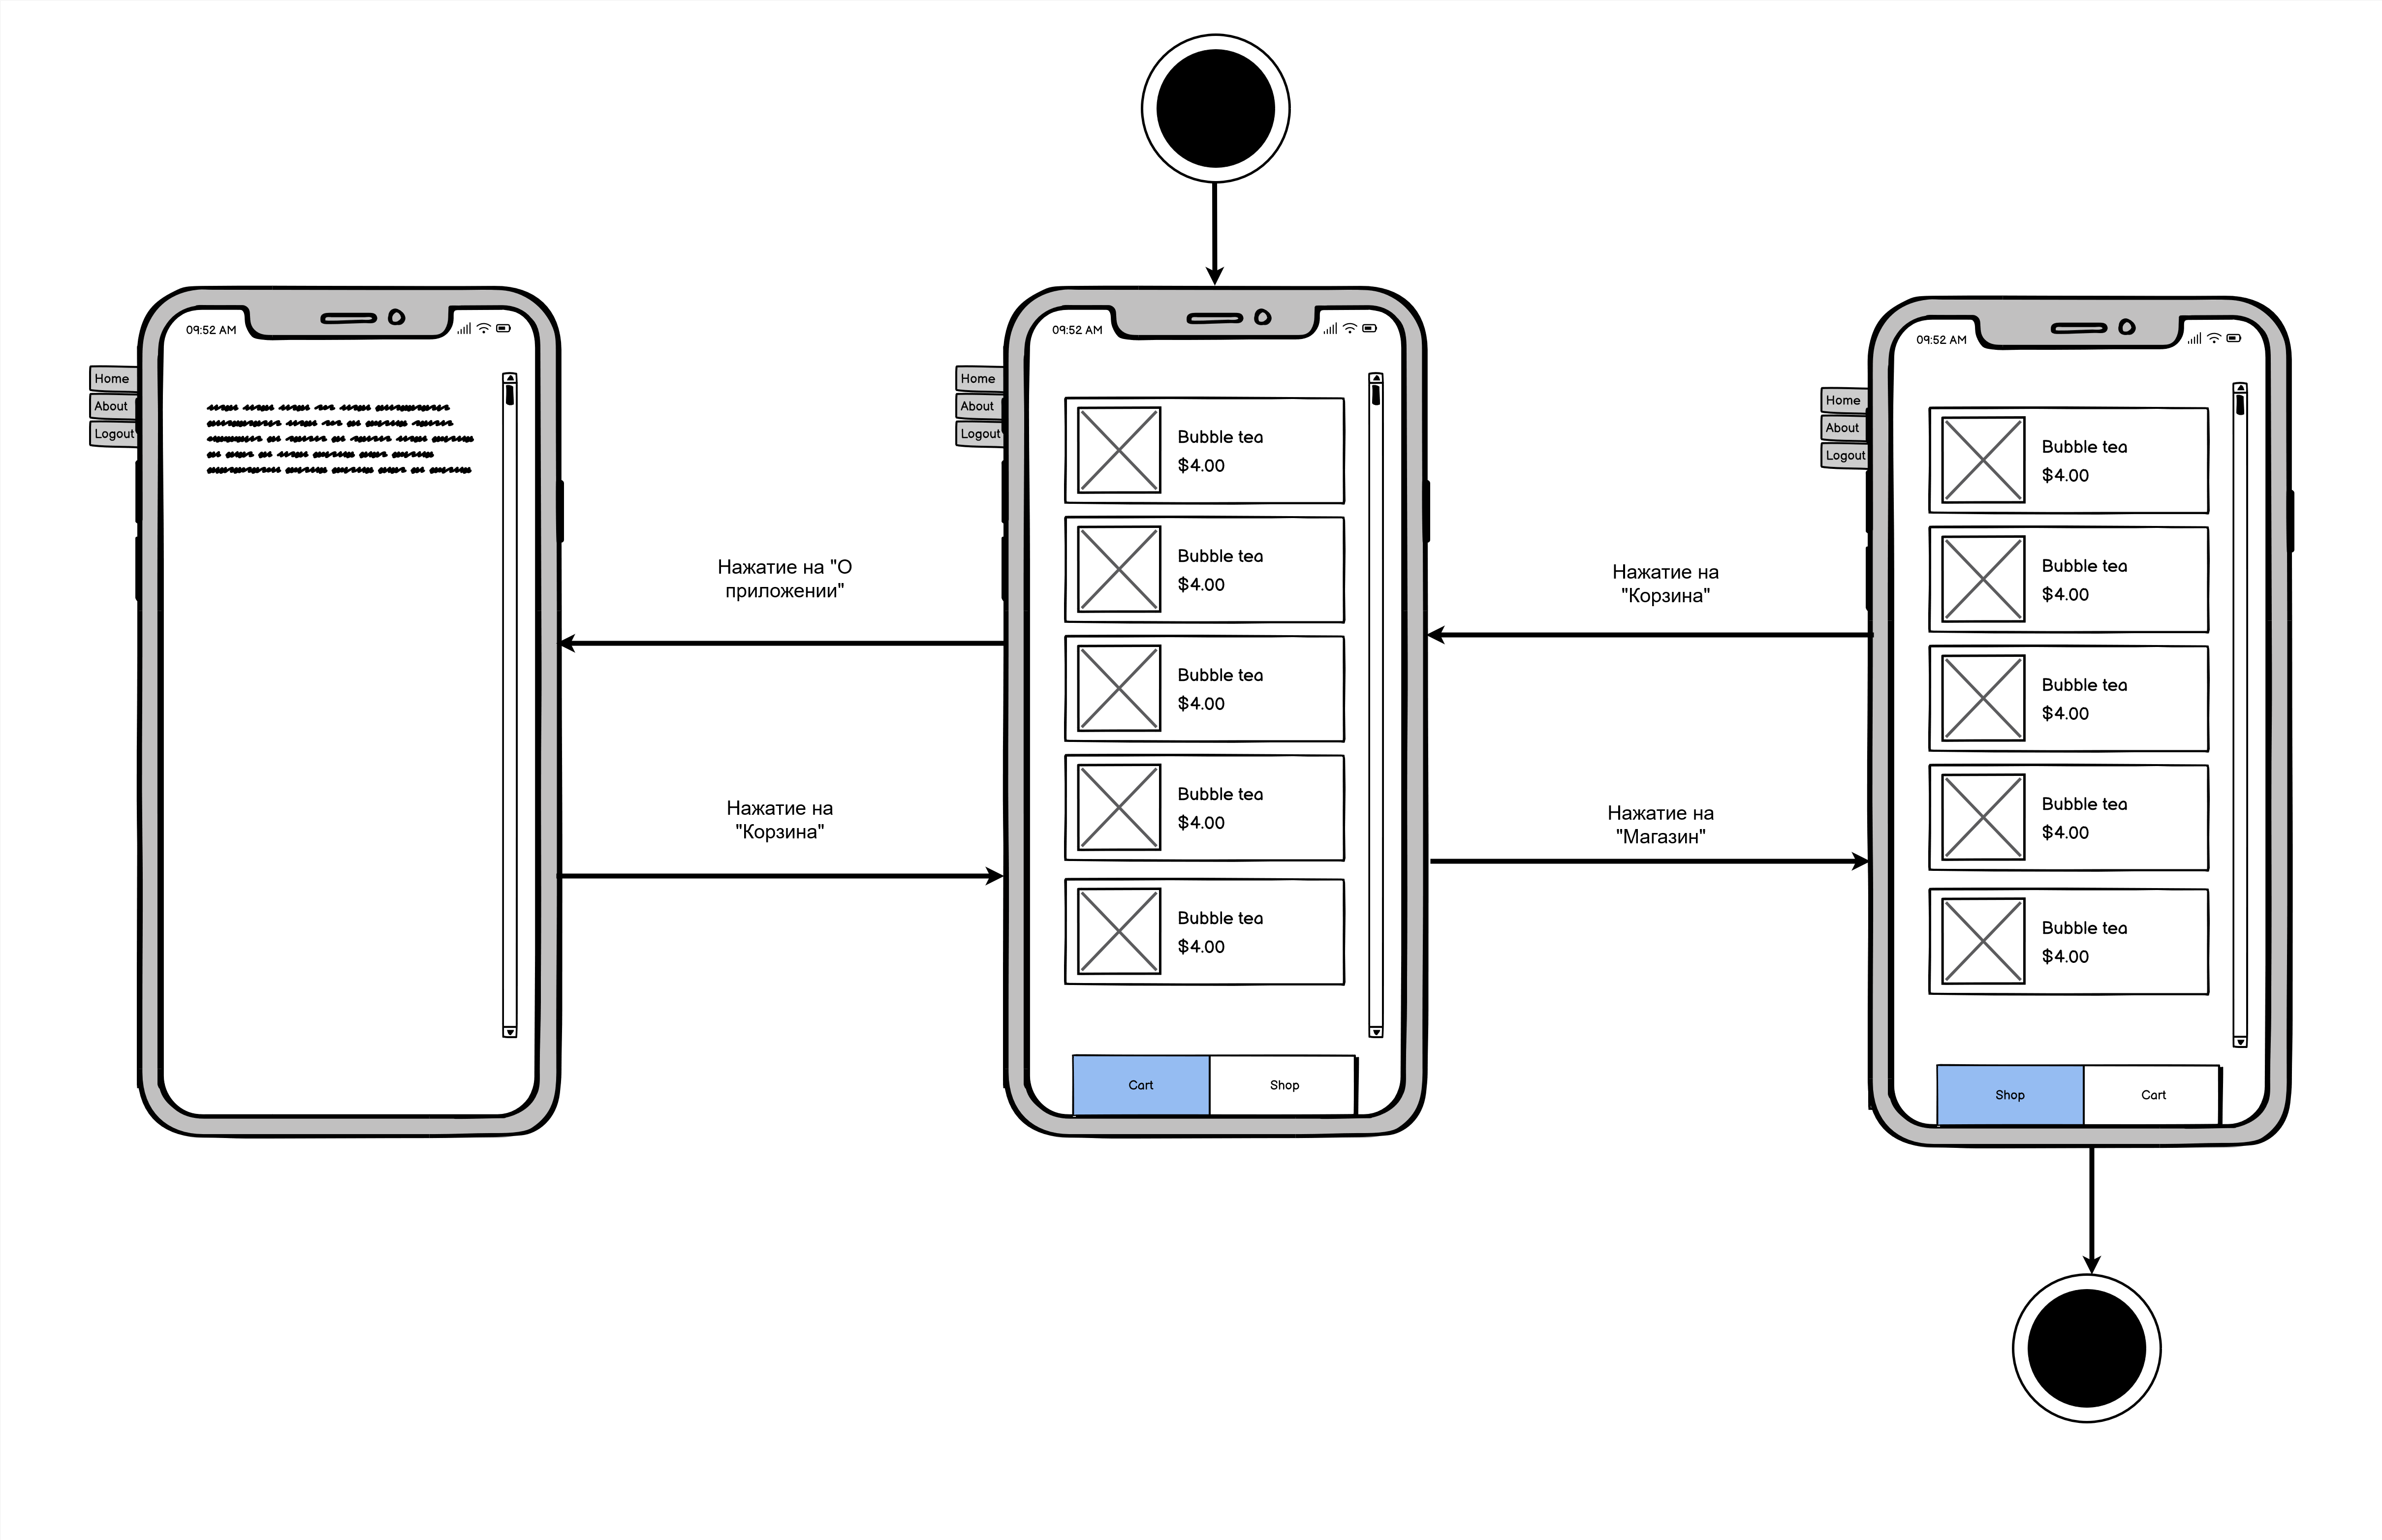 09:52 AM
Home
About
Logout
Нажатие на "О
приложении"
Нажатие на
"Корзина"
09:52 AM
Home
About
Logout
Bubble tea
$4.00
Bubble tea
$4.00
Bubble tea
$4.00
Bubble tea
$4.00
Bubble tea
$4.00
Cart
Shop
Нажатие на
"Корзина"
Нажатие на
"Магазин"
09:52 AM
Home
About
Logout
Bubble tea
$4.00
Bubble tea
$4.00
Bubble tea
$4.00
Bubble tea
$4.00
Bubble tea
$4.00
Shop
Cart